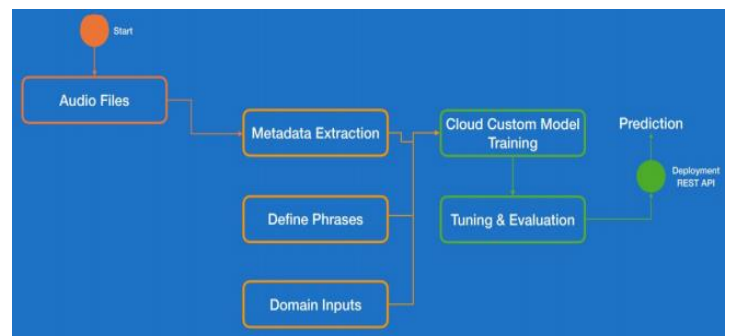 Start
Audio Files
Metadata Extraction
Define Phrases
Domain Inputs
Cloud Custom Model
Training
Tuning & Evaluation
Prediction
Deployment
REST API